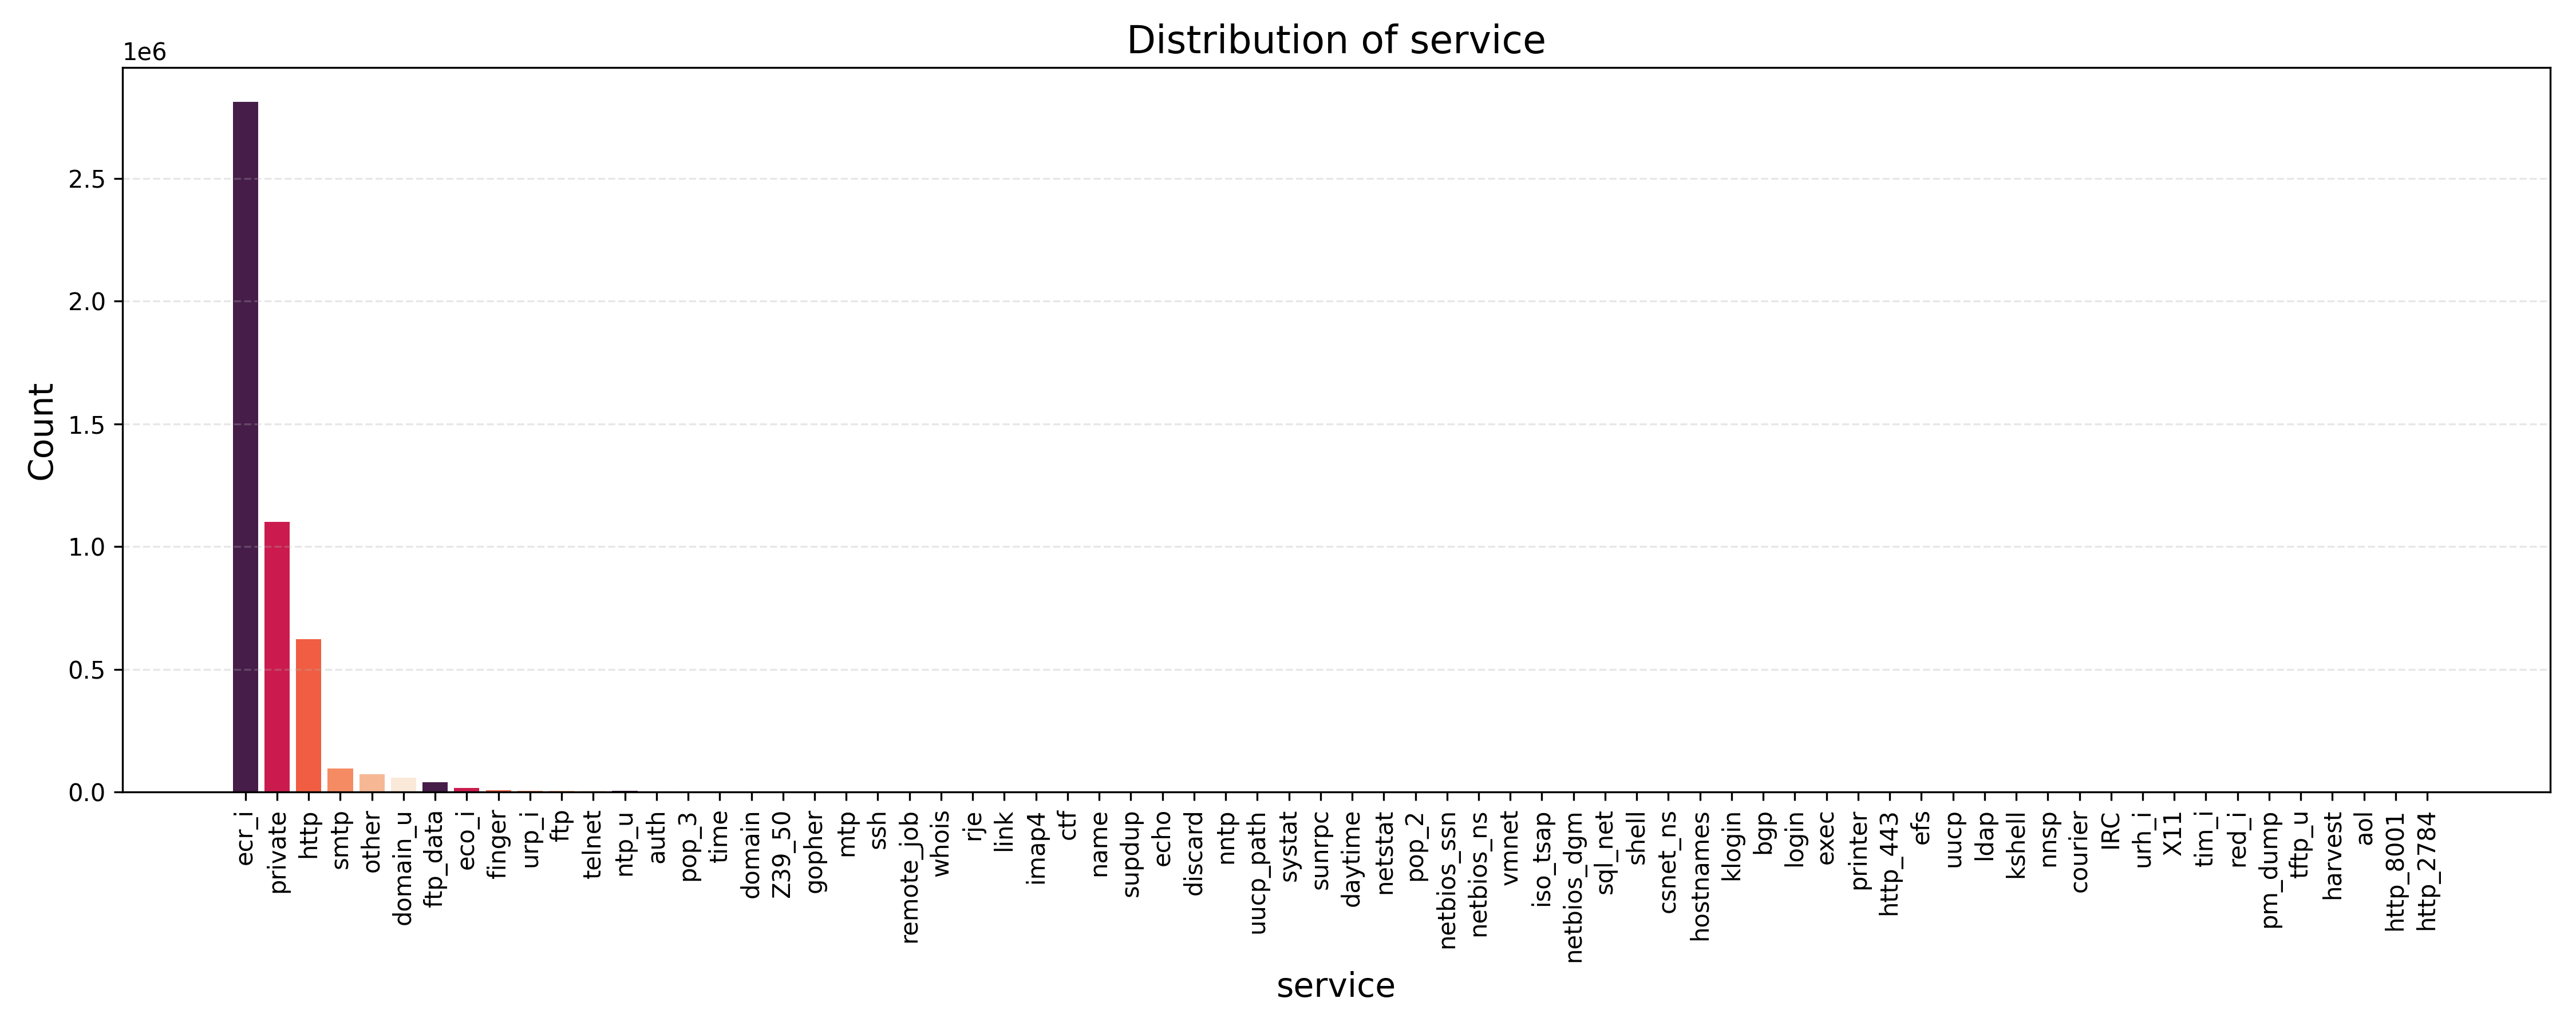 Distribution of service
1e6
2.5
2.0
1.5
1.0
0.5
0.0
Count
ecr_i
private
http
smtp
other
domain_u
ftp_data
eco_i
finger
urp_i
ftp
telnet
ntp_u
auth
pop_3
time
domain
Z39_50
gopher
mtp
ssh
remote_job
whois
rje
link
imap4
ctf
name
supdup
echo
discard
nntp
uucp_path
systat
sunrpc
daytime
netstat
pop_2
netbios_ssn
netbios_ns
vmnet
iso_tsap
netbios_dgm
sql_net
shell
csnet_ns
hostnames
klogin
bgp
login
exec
printer
http_443
efs
uucp
ldap
kshell
nnsp
courier
IRC
urh_i
X11
tim_i
red_i
pm_dump
tftp_u
harvest
aol
http_8001
http_2784
service